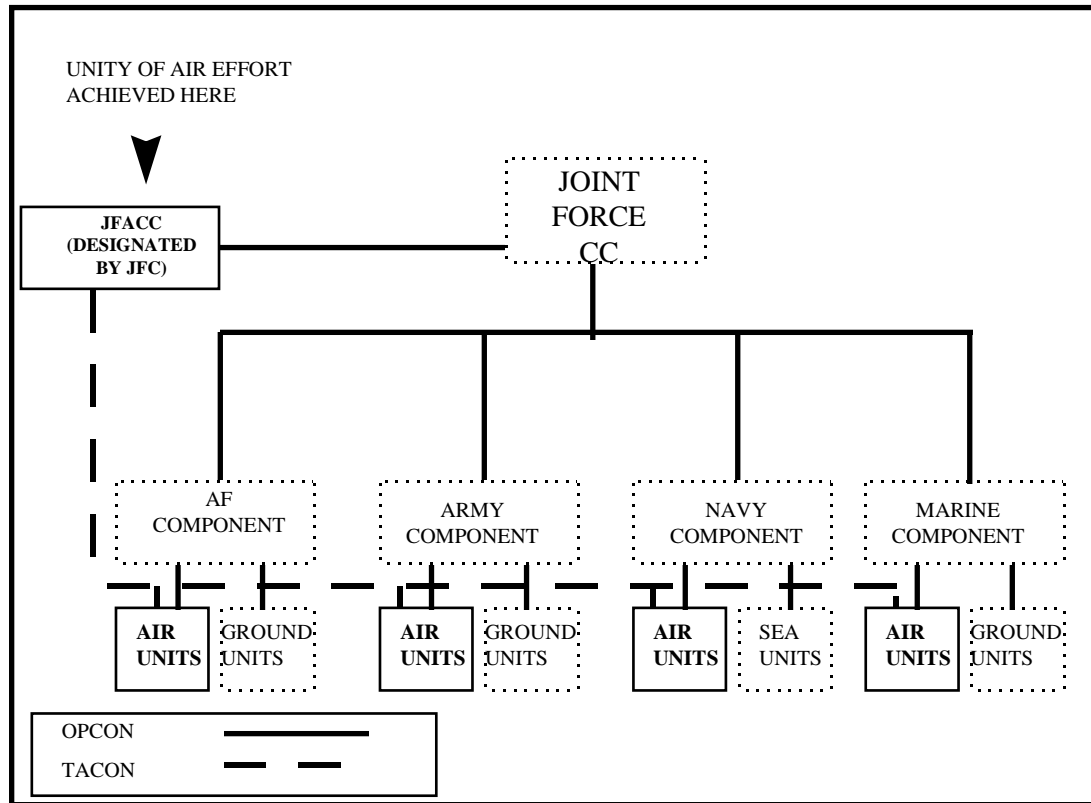 UNITY OF AIR EFFORT
ACHIEVED HERE
JOINT
FORCE
CC
JFACC
(DESIGNATED
BY JFC)
AF
COMPONENT
ARMY
COMPONENT
NAVY
COMPONENT
MARINE
COMPONENT
AIR
UNITS
GROUND
UNITS
AIR
UNITS
GROUND
UNITS
AIR
UNITS
SEA
UNITS
AIR
UNITS
GROUND
UNITS
OPCON
TACON